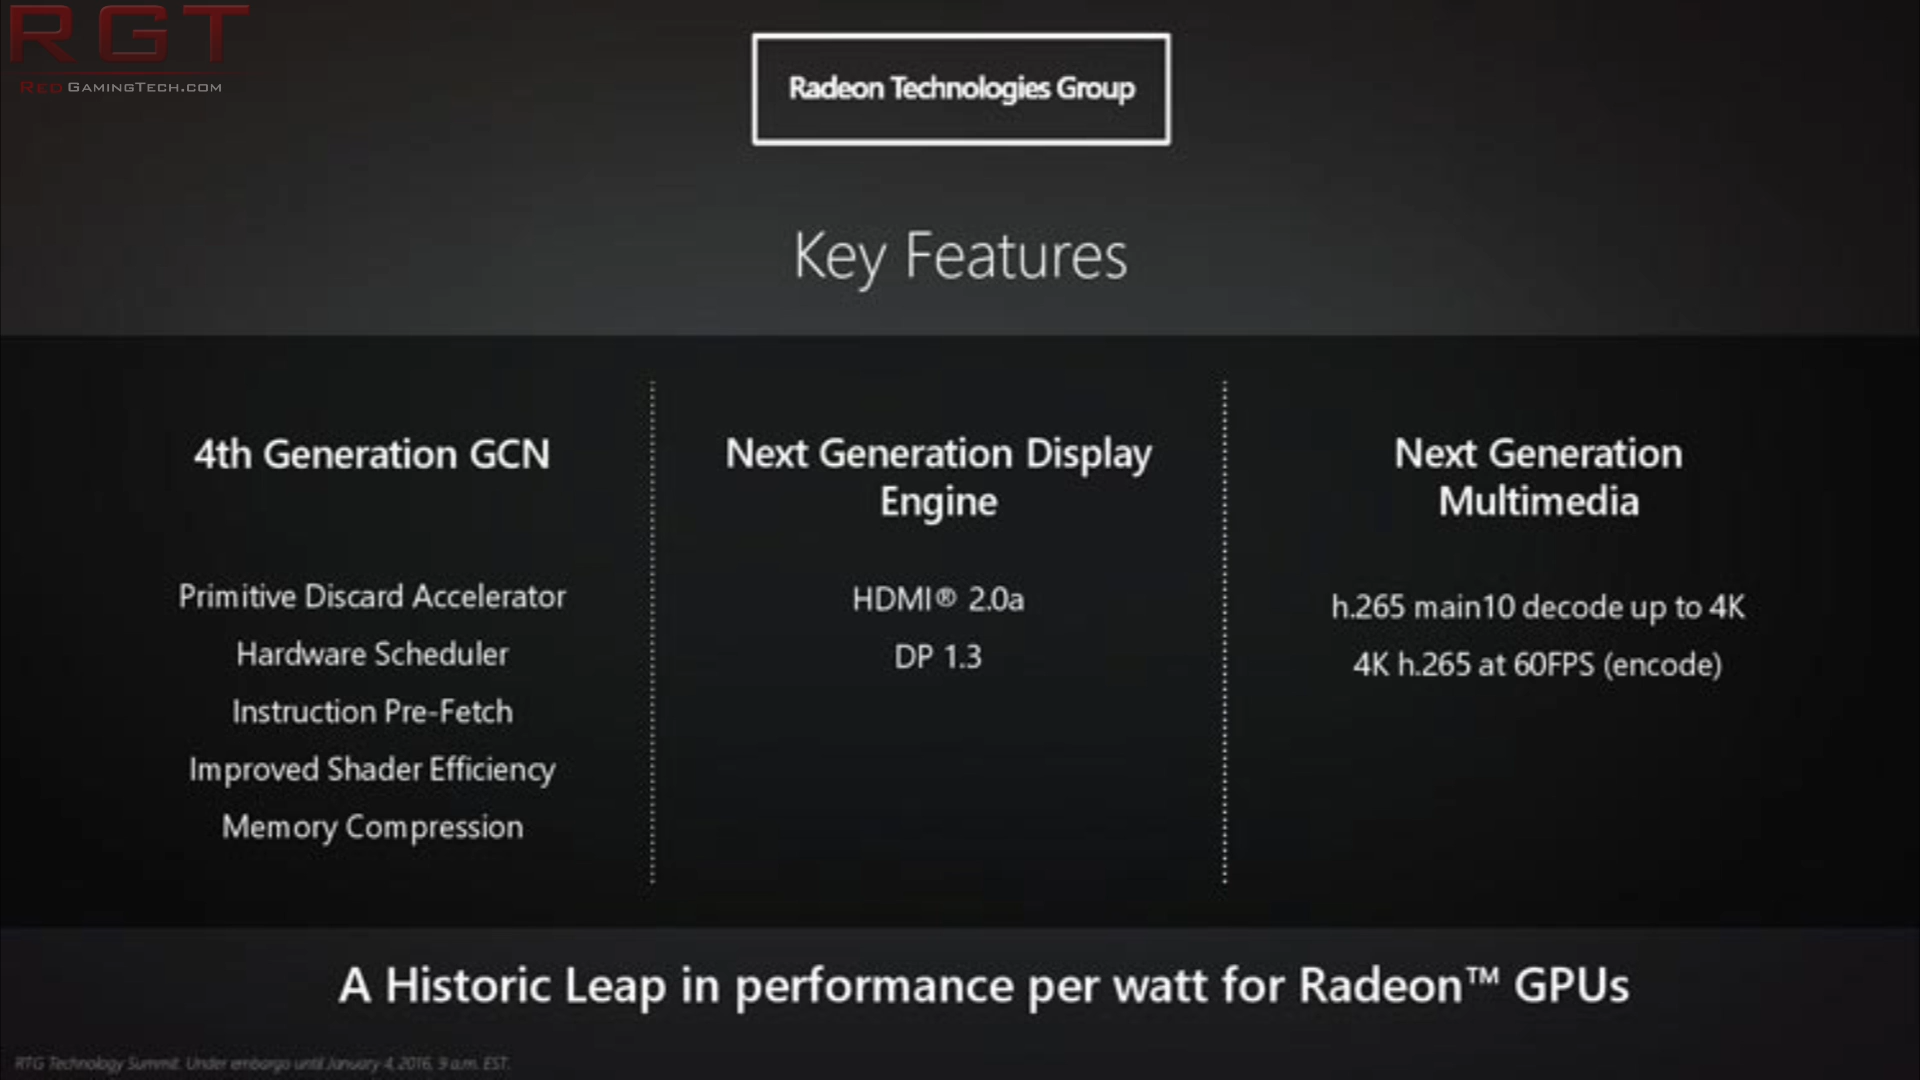 RGT
RedGamingTech.com
Radeon Technologies Group
Key Features
4th Generation GCN
Primitive Discard Accelerator
Hardware Scheduler
Instruction Pre-Fetch
Improved Shader Efficiency
Memory Compression
Next Generation Display
Engine
HDMI® 2.0a
DP 1.3
Next Generation
Multimedia
h.265 main10 decode up to 4K
4K h.265 at 60FPS (encode)
A Historic Leap in performance per watt for Radeon™ GPUs
RTG Technology Summit. Under embargo until January 4, 2016, 9 a.m. EST.